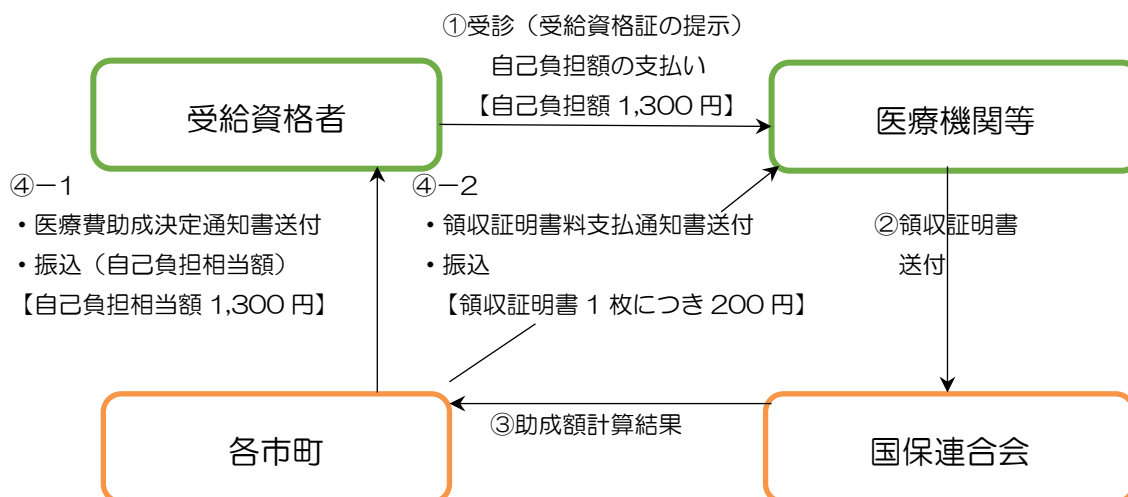 ①受診（受給資格証の提示）
自己負担額の支払い
【自己負担額 1,300 円】
受給資格者
医療機関等
④－1
・医療費助成決定通知書送付
・振込（自己負担相当額）
【自己負担相当額 1,300 円】
④－2
・領収証明書料支払通知書送付
・振込
【領収証明書 1 枚につき 200 円】
②領収証明書
送付
③助成額計算結果
各市町
国保連合会